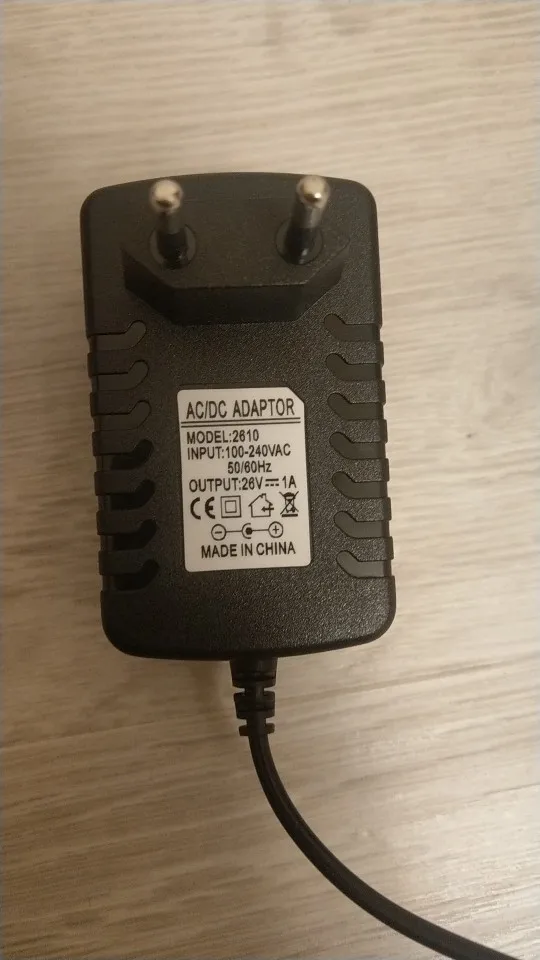 AC/DC ADAPTOR
MODEL:2610
INPUT:100-240VAC
50/60Hz
OUTPUT:26V⎓1A
CE
MADE IN CHINA